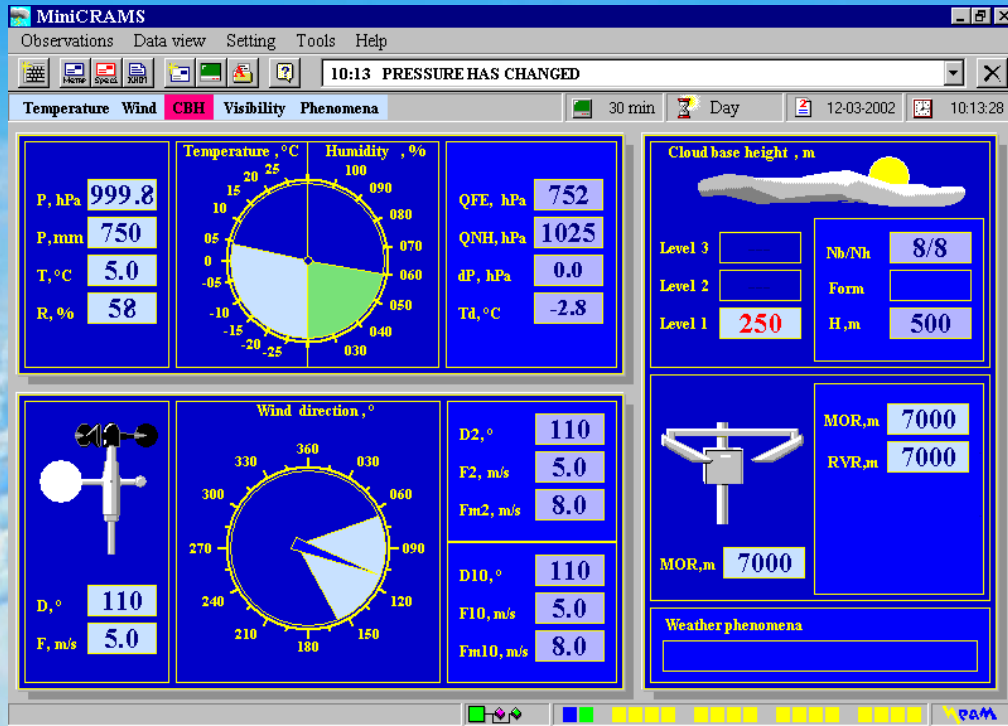 MiniCRAMS
Observations Data view Setting Tools Help
Meteo Speci 10:13 PRESSURE HAS CHANGED
Temperature Wind CBH Visibility Phenomena 30 min Day 12-03-2002 10:13:28
Temperature ,°C Humidity , %
25 100
20 090
15 080
10 070
05 060
0 050
-05 040
-10 030
-15
-20
-25
P, hPa 999.8
P, mm 750
T, °C 5.0
R, % 58
QFE, hPa 752
QNH, hPa 1025
dP, hPa 0.0
Td, °C -2.8
Wind direction ,°
360
330 030
300 060
270 090
240 120
210 150
180
D, ° 110
F, m/s 5.0
D2, ° 110
F2, m/s 5.0
Fm2, m/s 8.0
D10, ° 110
F10, m/s 5.0
Fm10, m/s 8.0
Cloud base height , m
Level 3
Level 2
Level 1 250
Nb/Nh 8/8
Form
H, m 500
MOR, m 7000
MOR, m 7000
RVR, m 7000
Weather phenomena